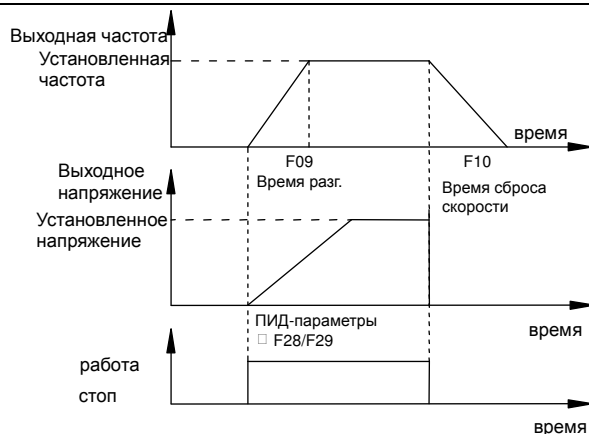 Выходная частота
Установленная
частота
время
F09
F10
Время разг.
Время сброса
скорости
Выходное
напряжение
Установленное
напряжение
ПИД-параметры
□ F28/F29
время
работа
стоп
время